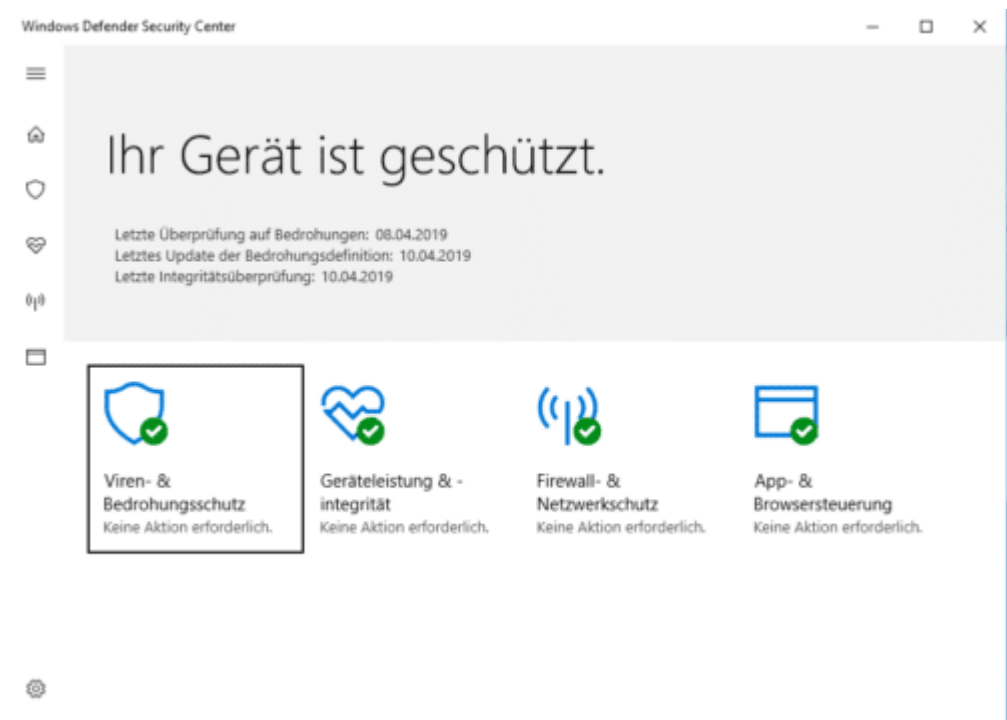 Windows Defender Security Center
Ihr Gerät ist geschützt.
Letzte Überprüfung auf Bedrohungen: 08.04.2019
Letztes Update der Bedrohungsdefinition: 10.04.2019
Letzte Integritätsüberprüfung: 10.04.2019
Viren- &
Bedrohungsschutz
Keine Aktion erforderlich.
Geräteleistung & -
integrität
Keine Aktion erforderlich.
Firewall- &
Netzwerkschutz
Keine Aktion erforderlich.
App- &
Browsersteuerung
Keine Aktion erforderlich.